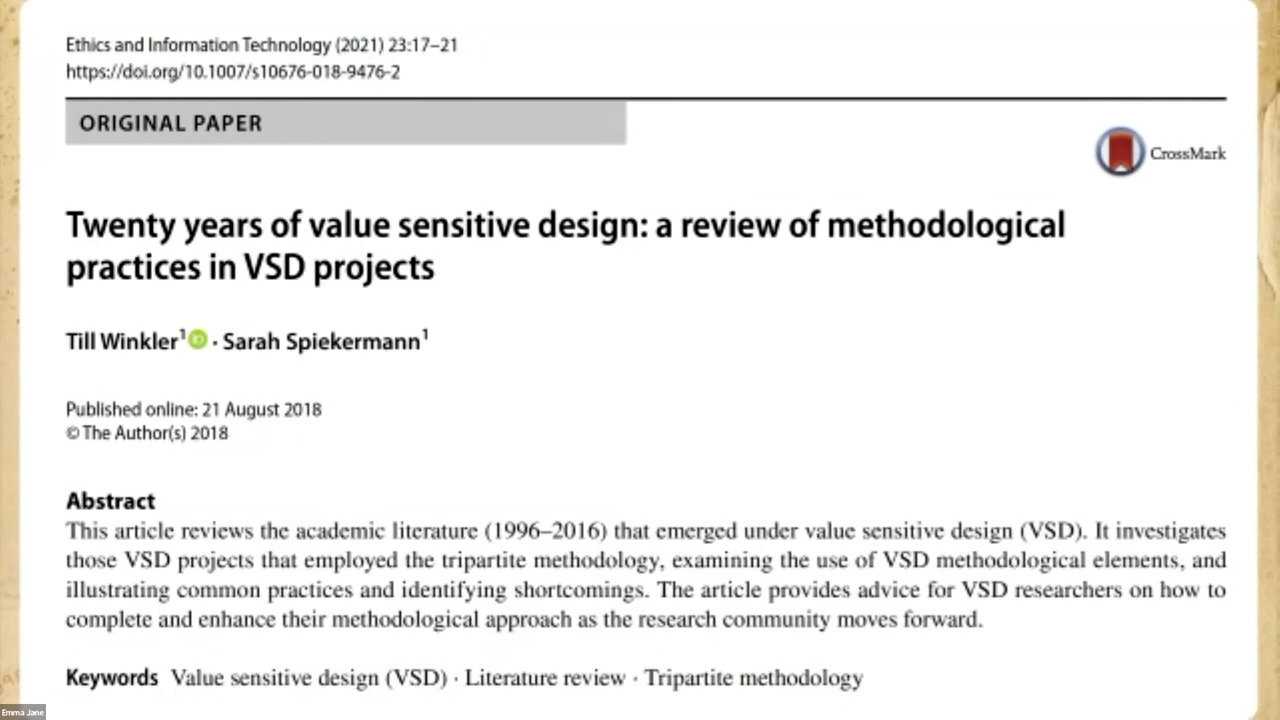 Ethics and Information Technology (2021) 23:17–21
https://doi.org/10.1007/s10676-018-9476-2
ORIGINAL PAPER
CrossMark
Twenty years of value sensitive design: a review of methodological
practices in VSD projects
Till Winkler¹ iD · Sarah Spiekermann¹
Published online: 21 August 2018
© The Author(s) 2018
Abstract
This article reviews the academic literature (1996–2016) that emerged under value sensitive design (VSD). It investigates
those VSD projects that employed the tripartite methodology, examining the use of VSD methodological elements, and
illustrating common practices and identifying shortcomings. The article provides advice for VSD researchers on how to
complete and enhance their methodological approach as the research community moves forward.
Keywords Value sensitive design (VSD) · Literature review · Tripartite methodology
Emma Jane